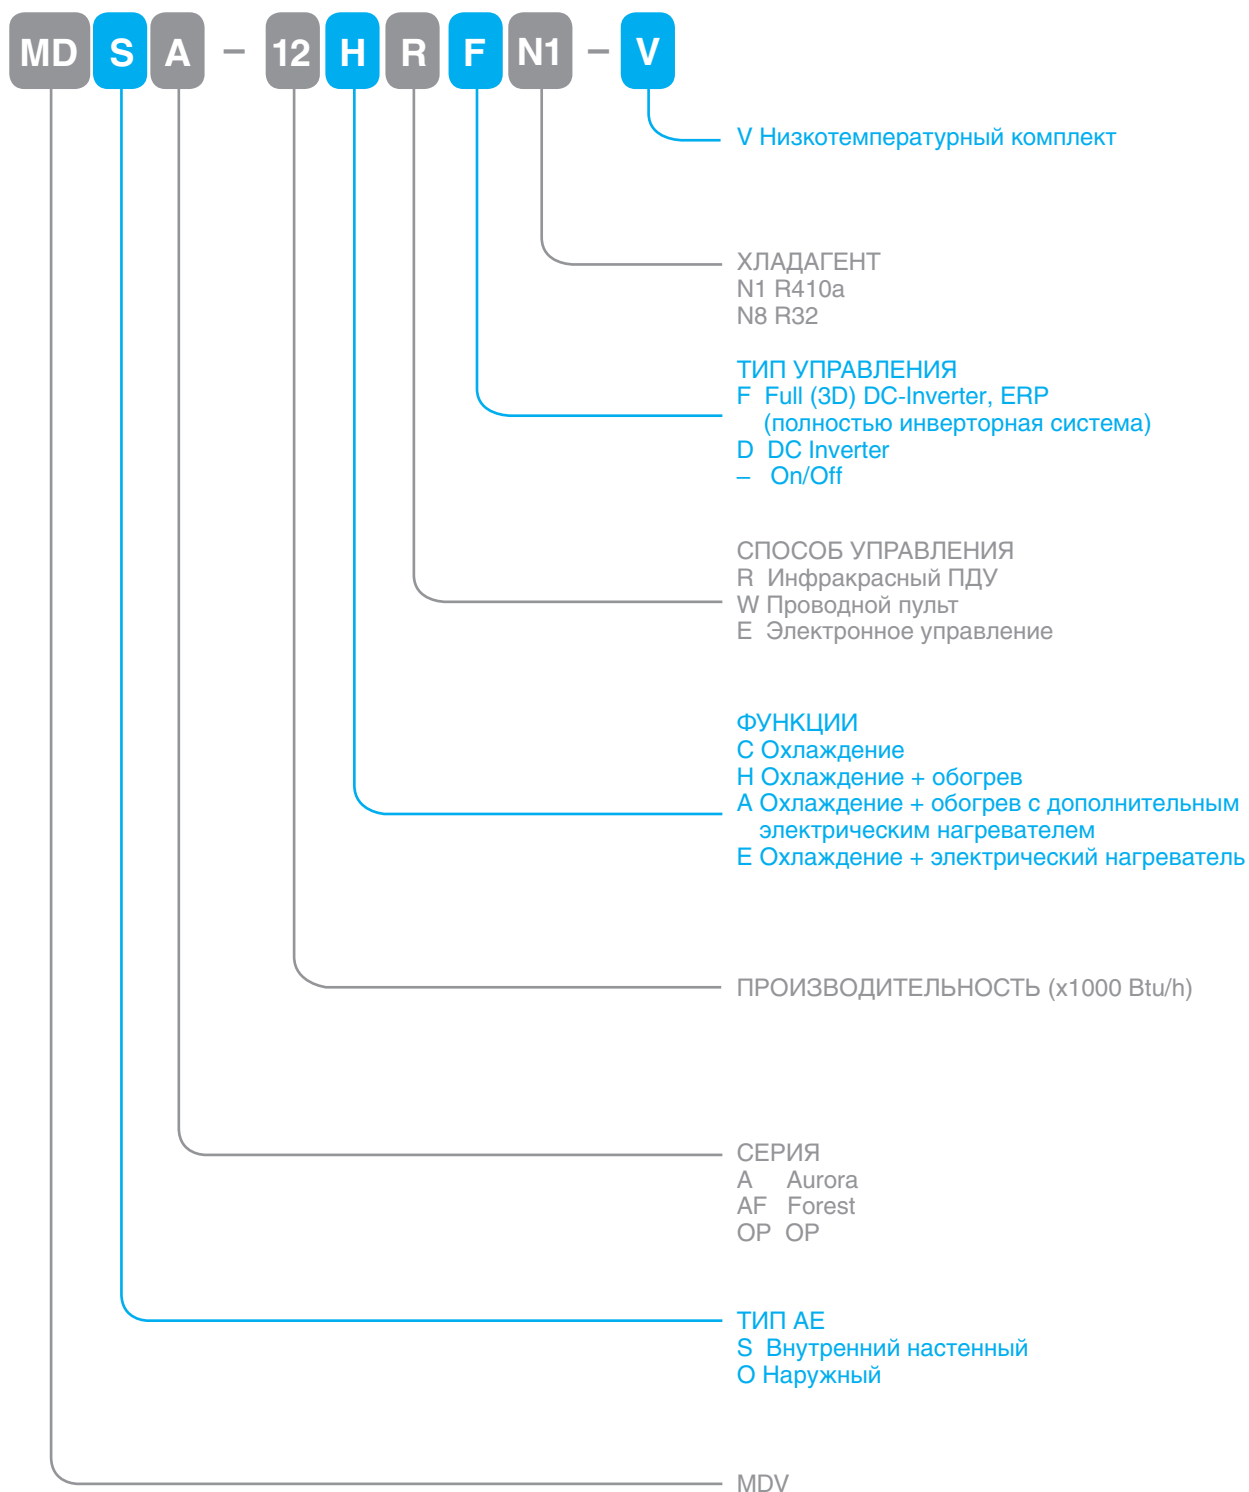 MD S A – 12 H R F N1 – V
V Низкотемпературный комплект
ХЛАДАГЕНТ
N1 R410a
N8 R32
ТИП УПРАВЛЕНИЯ
F Full (3D) DC-Inverter, ERP
(полностью инверторная система)
D DC Inverter
– On/Off
СПОСОБ УПРАВЛЕНИЯ
R Инфракрасный ПДУ
W Проводной пульт
E Электронное управление
ФУНКЦИИ
C Охлаждение
H Охлаждение + обогрев
A Охлаждение + обогрев с дополнительным
электрическим нагревателем
E Охлаждение + электрический нагреватель
ПРОИЗВОДИТЕЛЬНОСТЬ (x1000 Btu/h)
СЕРИЯ
A Aurora
AF Forest
OP OP
ТИП АЕ
S Внутренний настенный
O Наружный
MDV